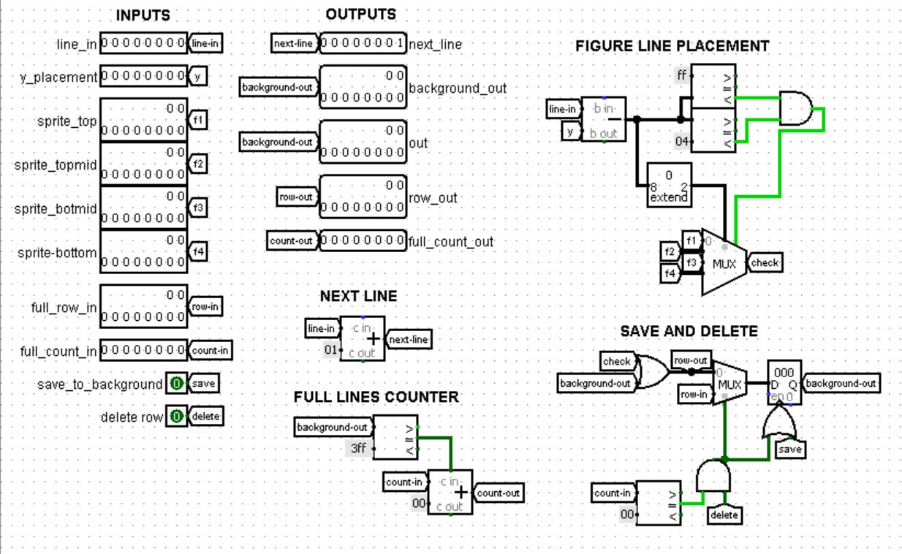 INPUTS
line_in 0 0 0 0 0 0 0 0 line-in
y_placement 0 0 0 0 0 0 0 0 y
0 0
sprite_top 0 0 0 0 0 0 0 0 f1
0 0
sprite_topmid 0 0 0 0 0 0 0 0 f2
0 0
sprite_botmid 0 0 0 0 0 0 0 0 f3
0 0
sprite-bottom 0 0 0 0 0 0 0 0 f4
0 0
full_row_in 0 0 0 0 0 0 0 0 row-in
full_count_in 0 0 0 0 0 0 0 0 count-in
save_to_background 0 save
delete row 0 delete
OUTPUTS
next-line 0 0 0 0 0 0 0 1 next_line
0 0
background-out 0 0 0 0 0 0 0 0 background_out
0 0
background-out 0 0 0 0 0 0 0 0 out
0 0
row-out 0 0 0 0 0 0 0 0 row_out
count-out 0 0 0 0 0 0 0 0 full_count_out
NEXT LINE
line-in c in
+ next-line
01 c out
FULL LINES COUNTER
background-out >
=
3ff <
count-in c in
+ count-out
00 c out
FIGURE LINE PLACEMENT
ff >
=
<
line-in b in
−
y b out
>
=
04 <
0
8 2
extend
f1 0
f2
f3 MUX check
f4
SAVE AND DELETE
check row-out
background-out 0 MUX
row-in
000
D Q background-out
en 0
save
count-in >
=
00 <
delete